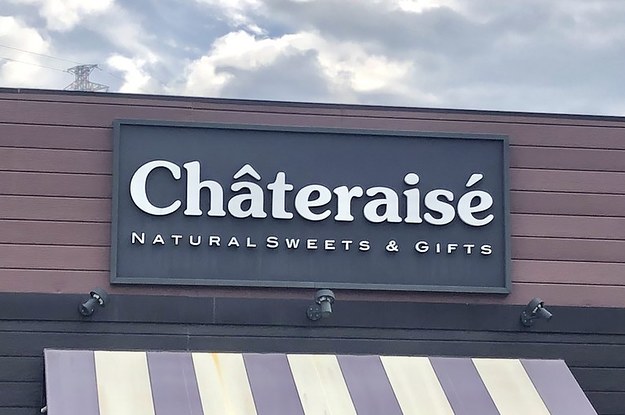 Châteraisé
NATURAL SWEETS & GIFTS